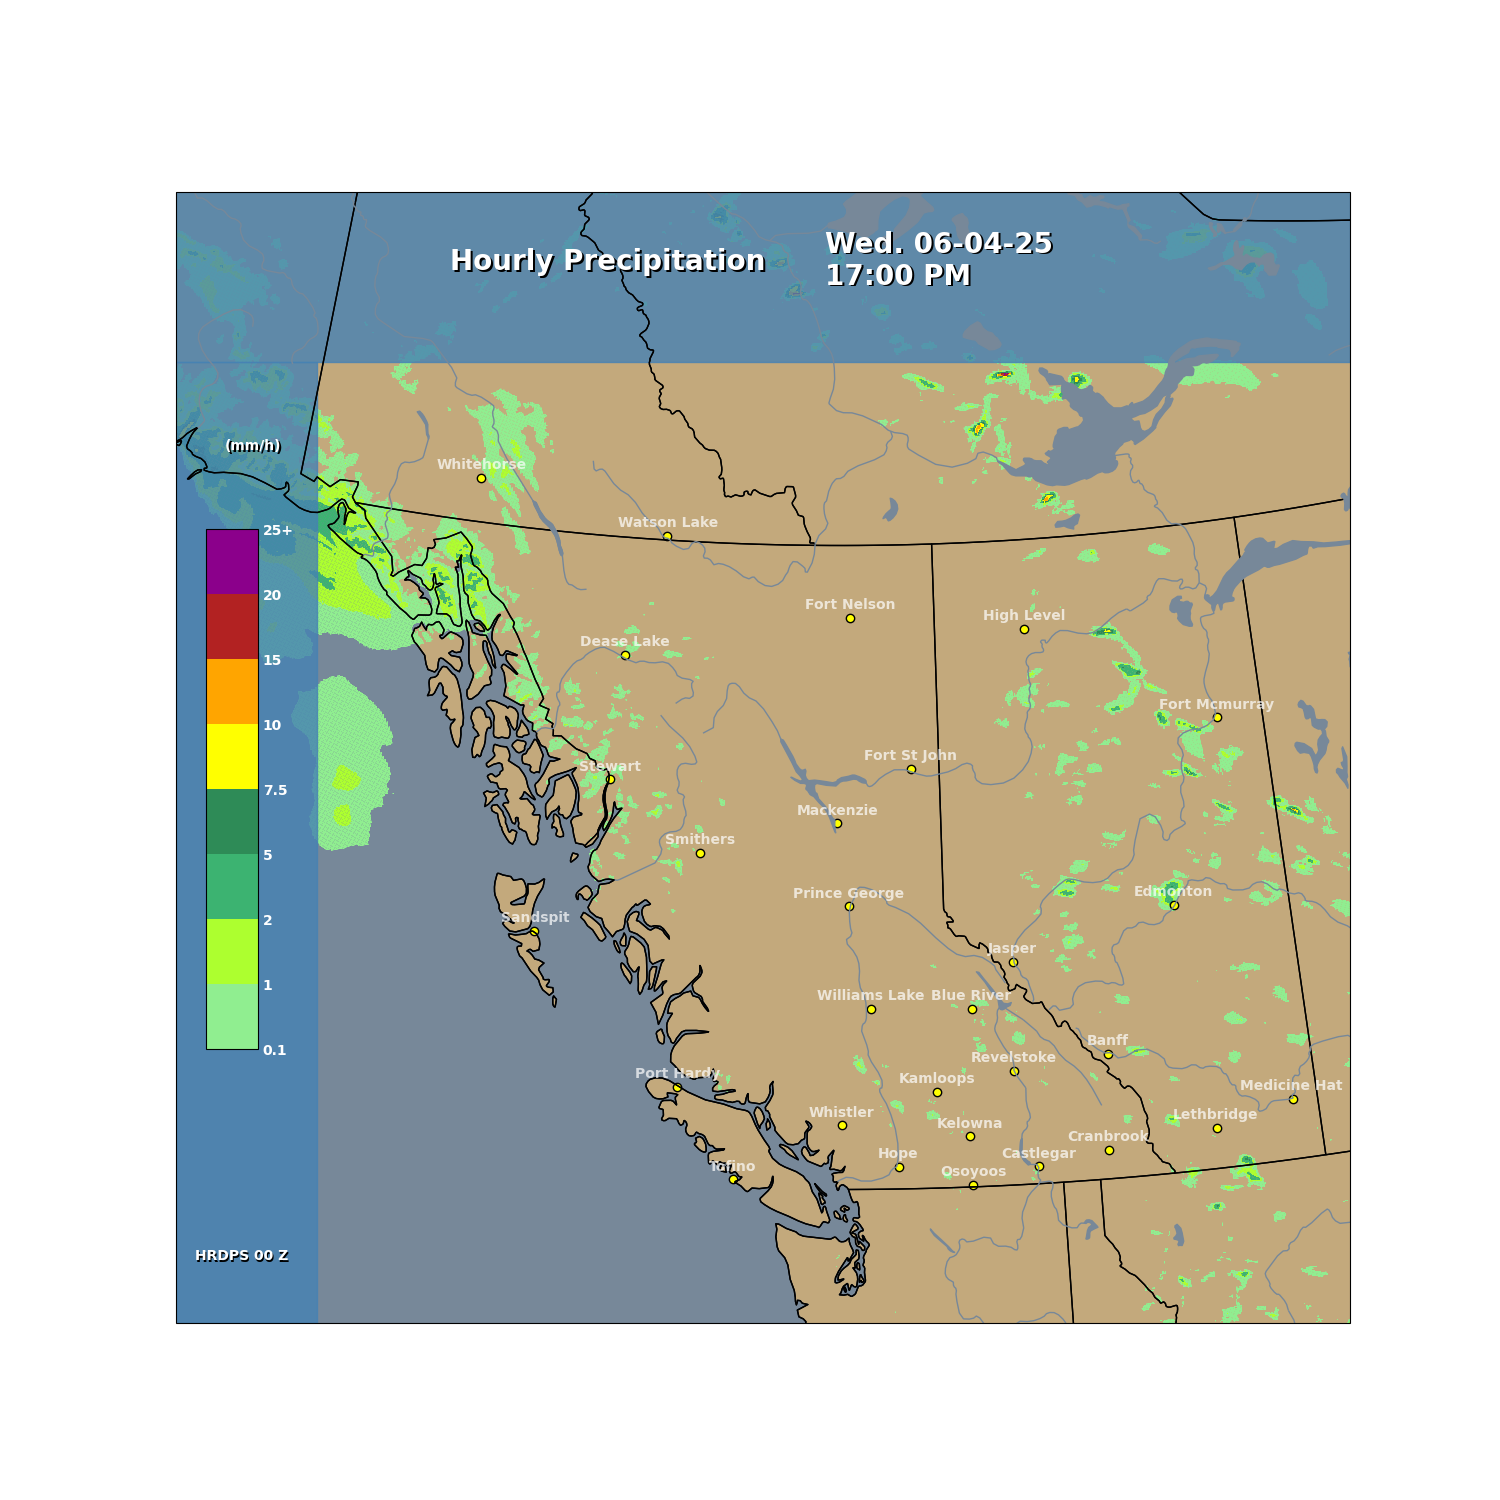 Hourly Precipitation
Wed. 06-04-25
17:00 PM
(mm/h)
Whitehorse
Watson Lake
25+
20
Fort Nelson
High Level
Dease Lake
15
Fort Mcmurray
10
Fort St John
Stewart
7.5
Mackenzie
Smithers
5
Prince George
Edmonton
2
Sandspit
Jasper
1
Williams Lake
Blue River
0.1
Banff
Revelstoke
Port Hardy
Kamloops
Medicine Hat
Whistler
Lethbridge
Kelowna
Cranbrook
Hope
Castlegar
Tofino
Osoyoos
HRDPS 00 Z